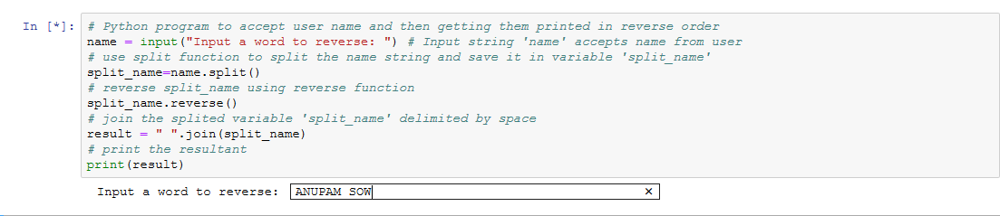 In [*]: # Python program to accept user name and then getting them printed in reverse order
name = input("Input a word to reverse: ") # Input string 'name' accepts name from user
# use split function to split the name string and save it in variable 'split_name'
split_name=name.split()
# reverse split_name using reverse function
split_name.reverse()
# join the splited variable 'split_name' delimited by space
result = " ".join(split_name)
# print the resultant
print(result)
Input a word to reverse: ANUPAM SOW ×